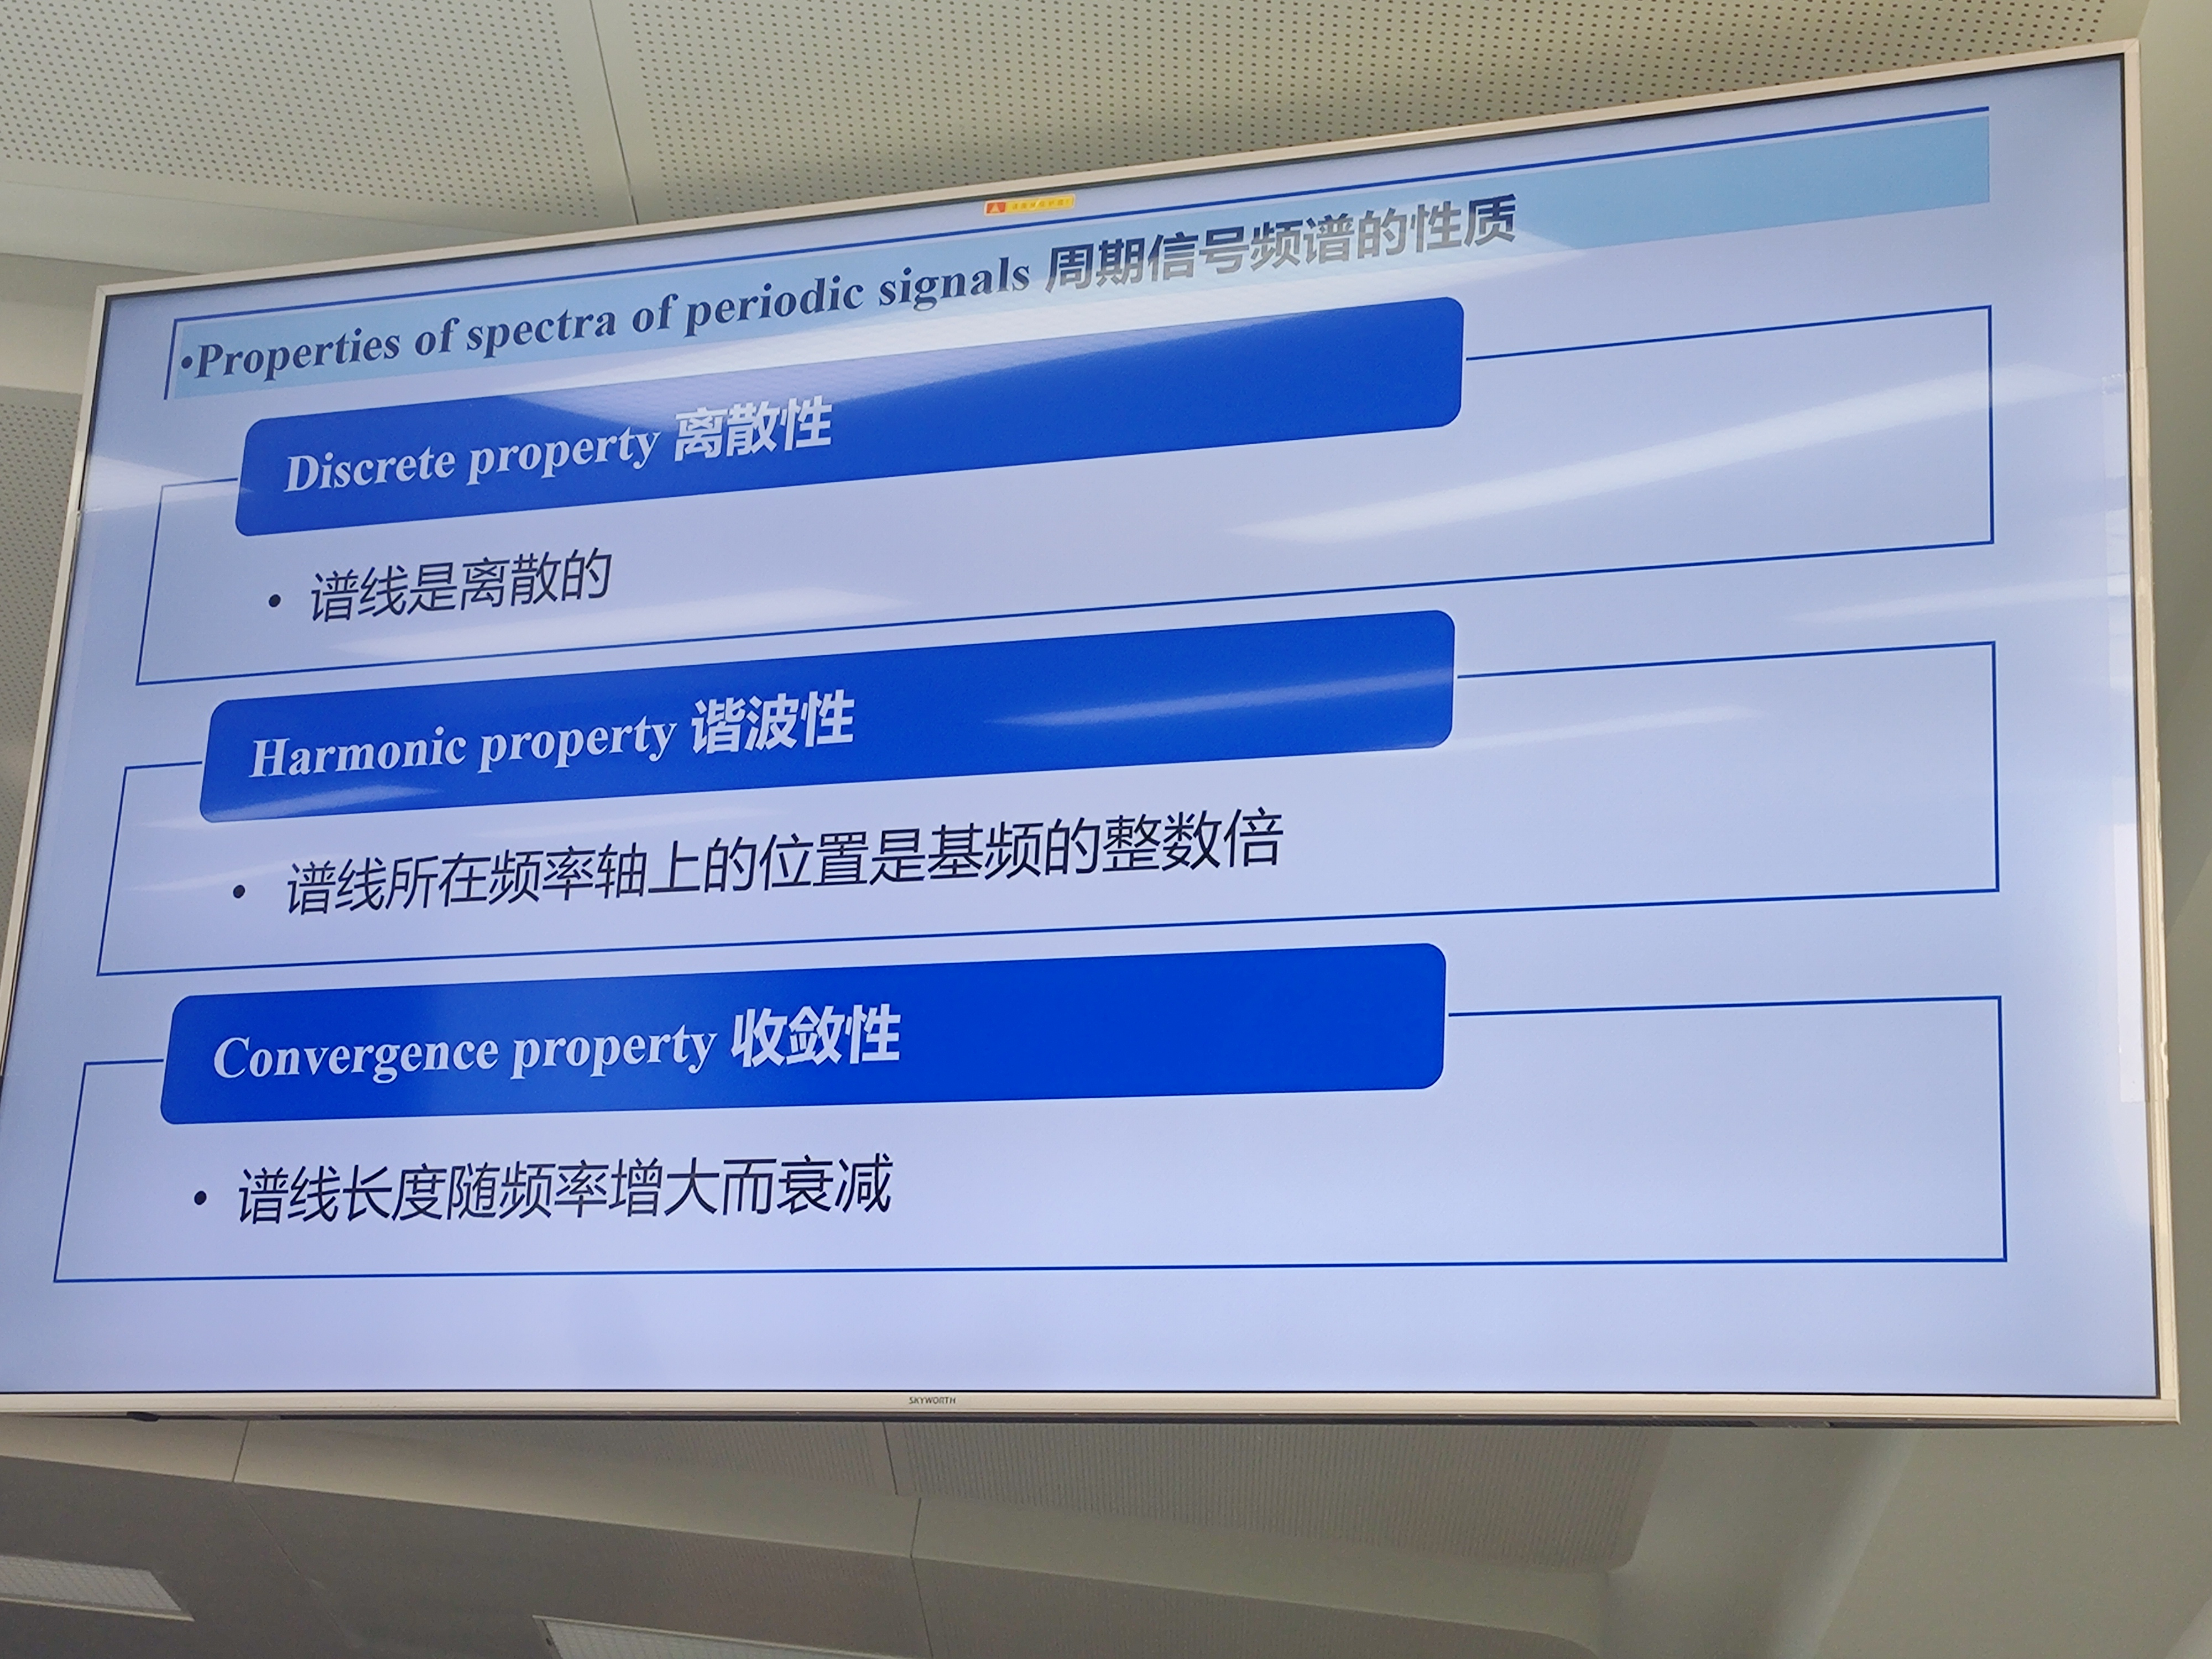 •Properties of spectra of periodic signals 周期信号频谱的性质
Discrete property 离散性
• 谱线是离散的
Harmonic property 谐波性
• 谱线所在频率轴上的位置是基频的整数倍
Convergence property 收敛性
• 谱线长度随频率增大而衰减
SKYWORTH